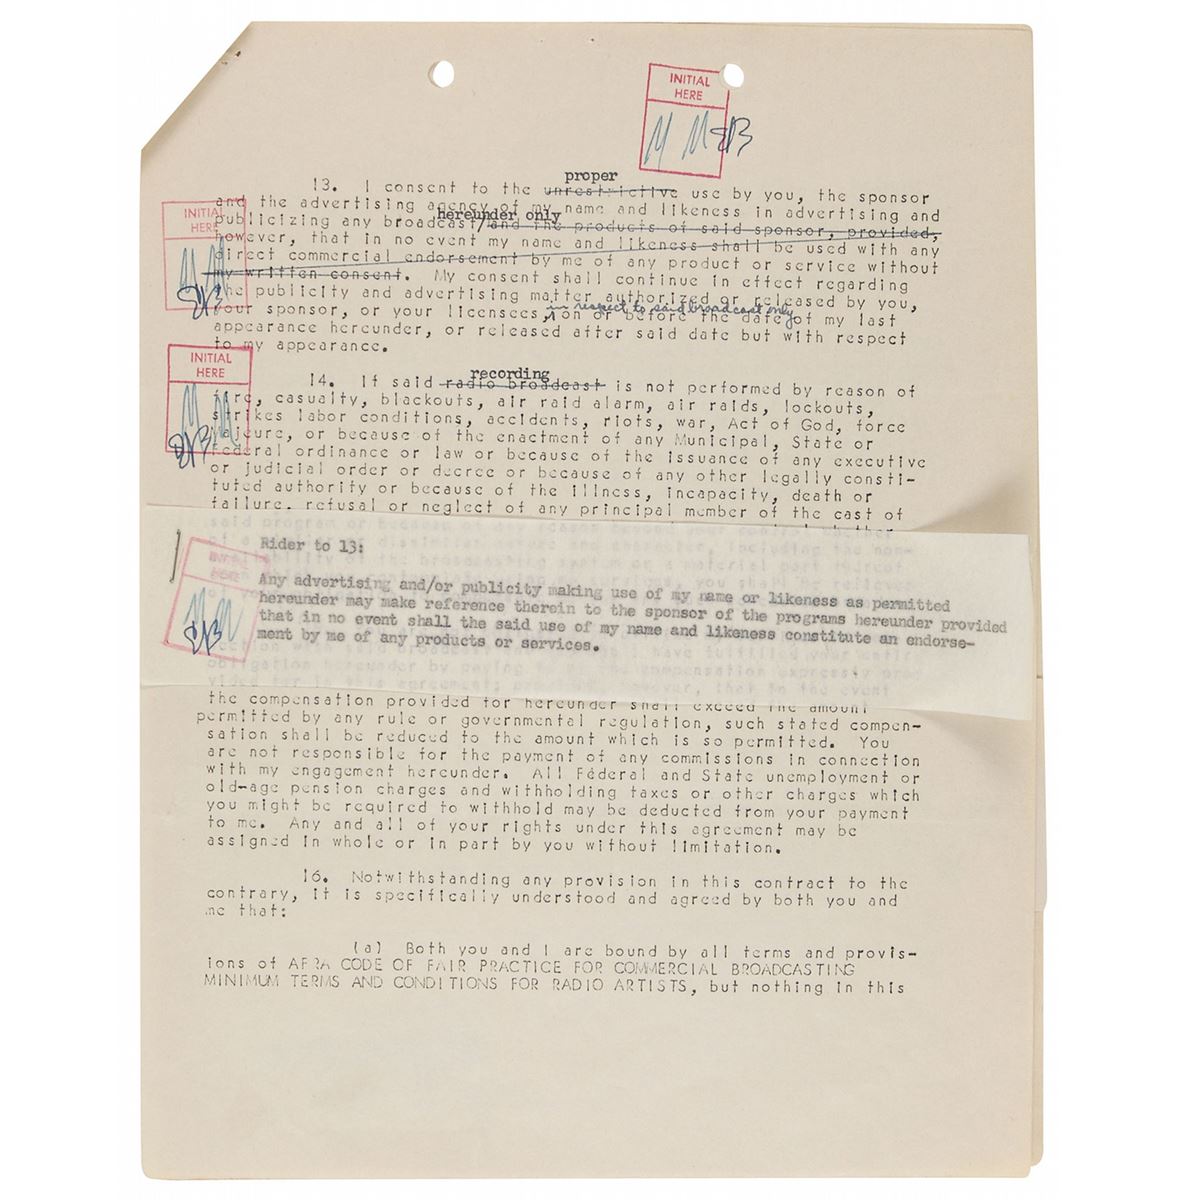 INITIAL
HERE
M M EB
proper
13. I consent to the unrestrictive use by you, the sponsor
and the advertising agency of my name and likeness in advertising and
hereunder only
publicizing any broadcast/and the products of said sponsor, provided,
however, that in no event my name and likeness shall be used with any
direct commercial endorsement by me of any product or service without
my written consent. My consent shall continue in effect regarding
the publicity and advertising matter authorized or released by you,
in respect to said broadcast only
your sponsor, or your licensees, on or before the date of my last
appearance hereunder, or released after said date but with respect
to my appearance.
INITIAL
HERE
M M
EB
recording
14. If said radio broadcast is not performed by reason of
fire, casualty, blackouts, air raid alarm, air raids, lockouts,
strikes labor conditions, accidents, riots, war, Act of God, force
majeure, or because of the enactment of any Municipal, State or
Federal ordinance or law or because of the issuance of any executive
or judicial order or decree or because of any other legally consti-
tuted authority or because of the illness, incapacity, death or
failure, refusal or neglect of any principal member of the cast of
INITIAL
HERE
M M
EB
Rider to 13:
Any advertising and/or publicity making use of my name or likeness as permitted
hereunder may make reference therein to the sponsor of the programs hereunder provided
that in no event shall the said use of my name and likeness constitute an endorse-
ment by me of any products or services.
M M
EB
the compensation provided for hereunder shall exceed the amount
permitted by any rule or governmental regulation, such stated compen-
sation shall be reduced to the amount which is so permitted. You
are not responsible for the payment of any commissions in connection
with my engagement hereunder. All Federal and State unemployment or
old-age pension charges and withholding taxes or other charges which
you might be required to withhold may be deducted from your payment
to me. Any and all of your rights under this agreement may be
assigned in whole or in part by you without limitation.
16. Notwithstanding any provision in this contract to the
contrary, it is specifically understood and agreed by both you and
me that:
(a) Both you and I are bound by all terms and provis-
ions of AFRA CODE OF FAIR PRACTICE FOR COMMERCIAL BROADCASTING
MINIMUM TERMS AND CONDITIONS FOR RADIO ARTISTS, but nothing in this